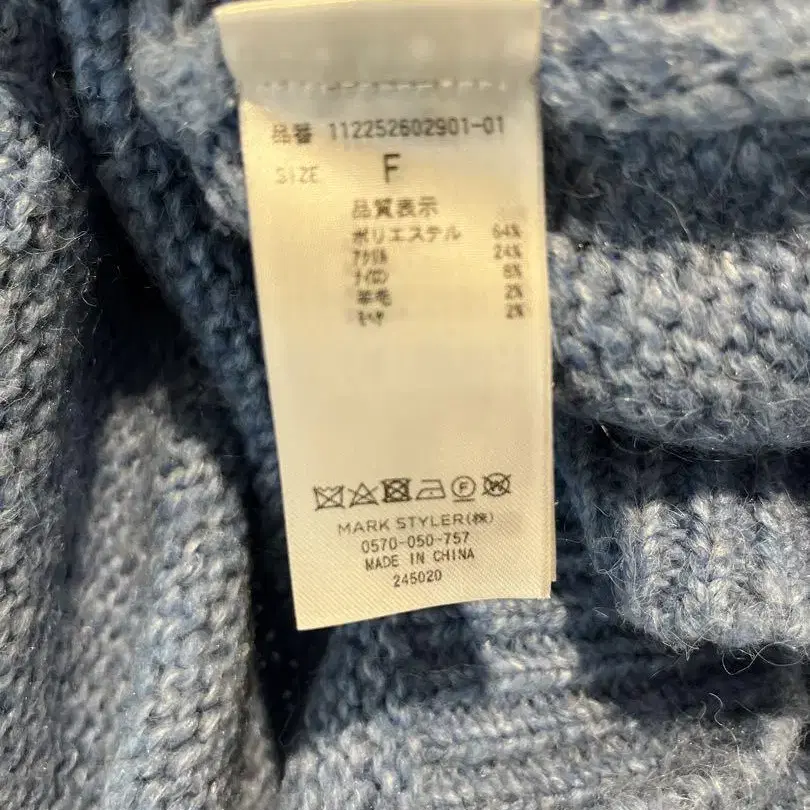 品番 112252602901-01
SIZE F
品質表示
ポリエステル 64%
アクリル 24%
ナイロン 8%
羊毛 2%
モヘヤ 2%
MARK STYLER(株)
0570-050-757
MADE IN CHINA
245020